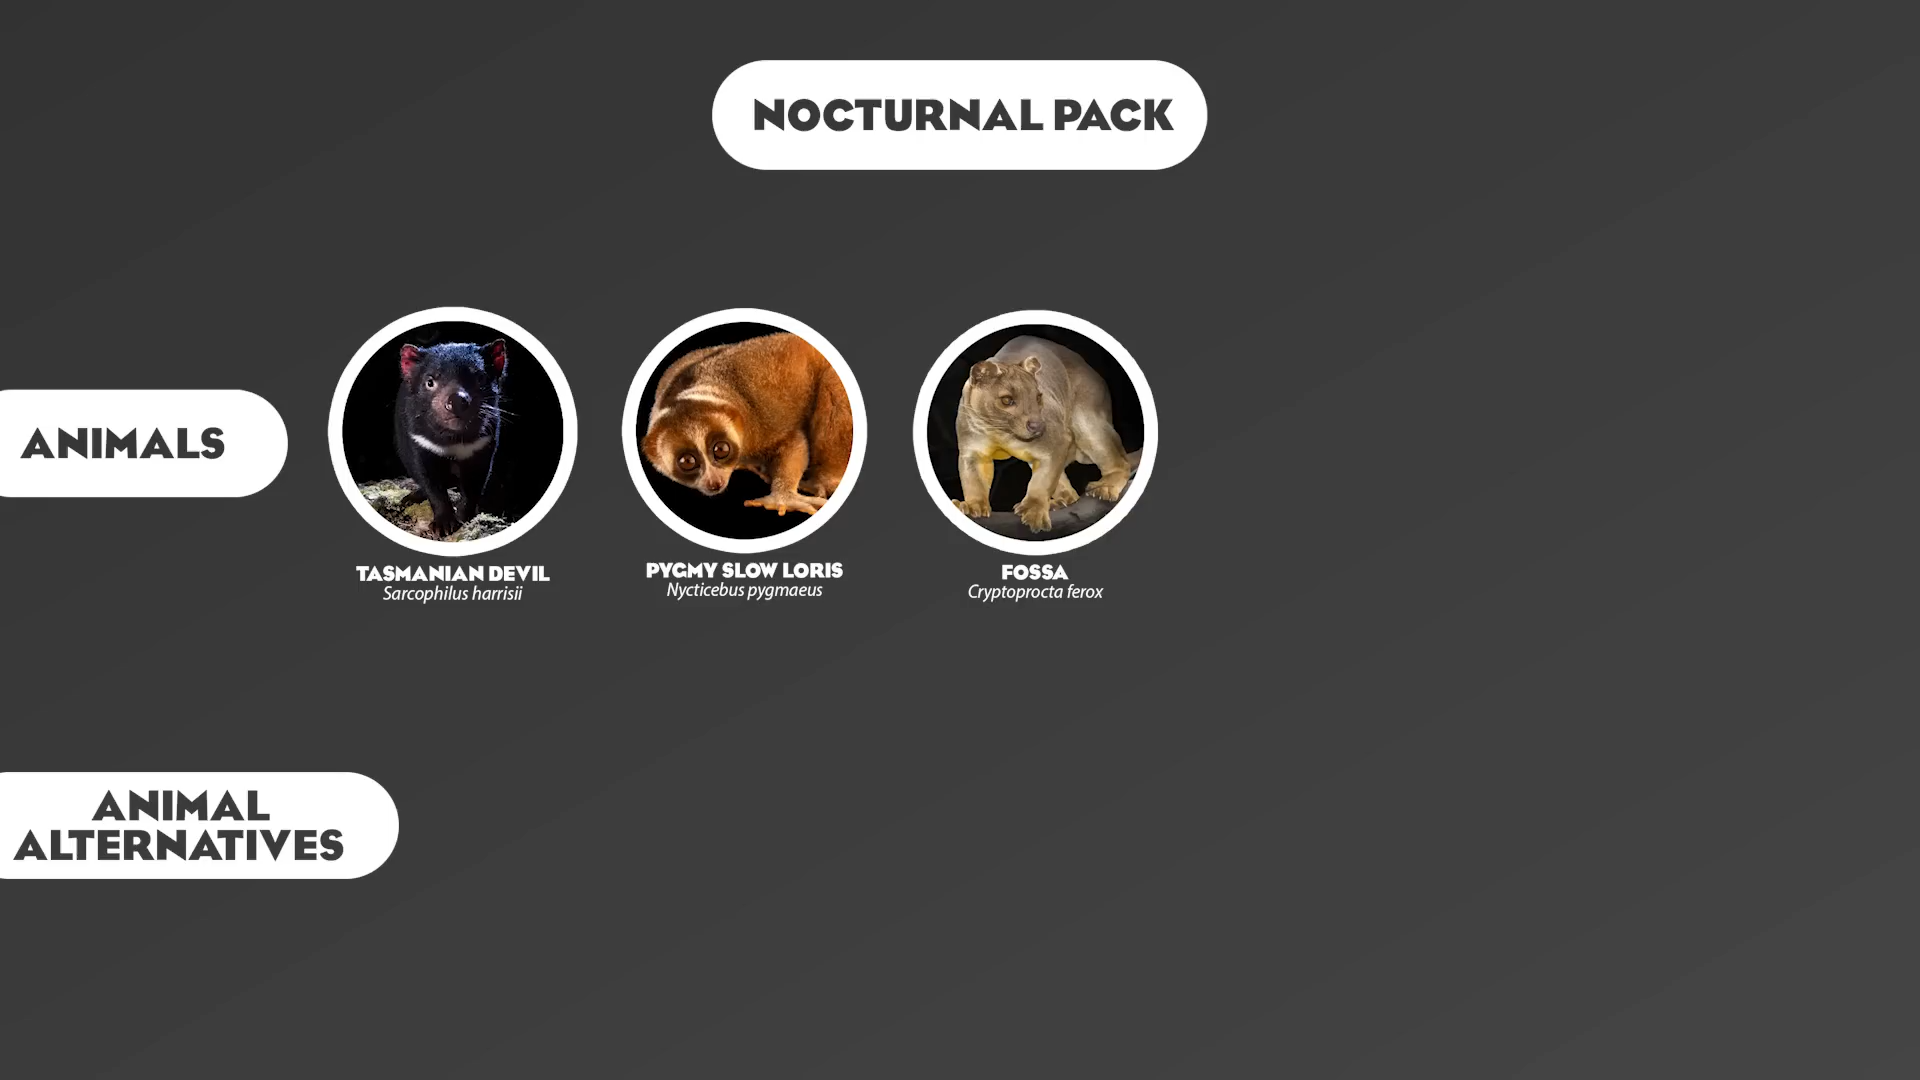 NOCTURNAL PACK
ANIMALS
TASMANIAN DEVIL
Sarcophilus harrisii
PYGMY SLOW LORIS
Nycticebus pygmaeus
FOSSA
Cryptoprocta ferox
ANIMAL
ALTERNATIVES